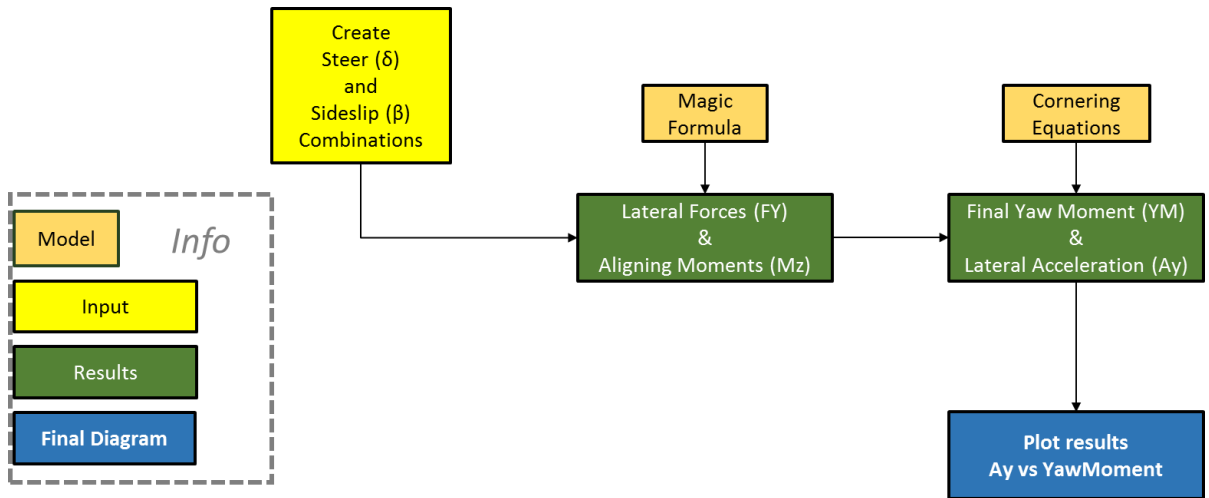 Create
Steer (δ)
and
Sideslip (β)
Combinations
Magic
Formula
Cornering
Equations
Lateral Forces (FY)
&
Aligning Moments (Mz)
Final Yaw Moment (YM)
&
Lateral Acceleration (Ay)
Plot results
Ay vs YawMoment
Info
Model
Input
Results
Final Diagram